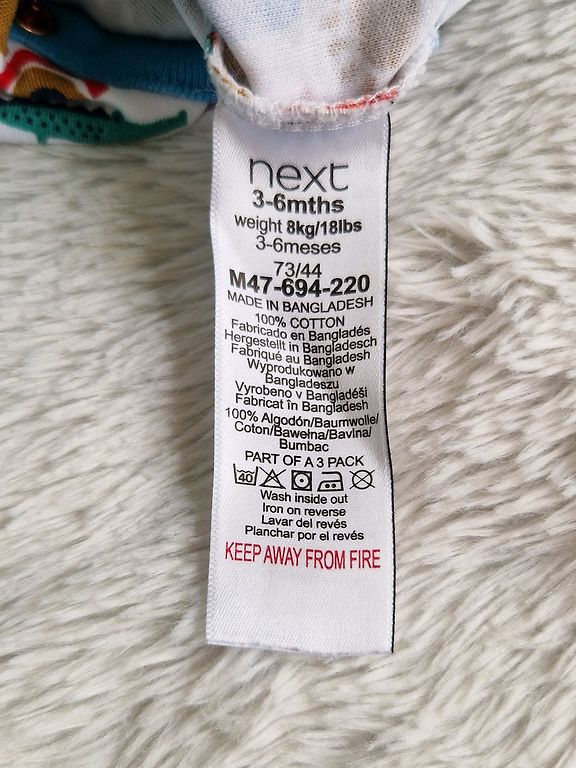 next
3-6mths
weight 8kg/18lbs
3-6meses
73/44
M47-694-220
MADE IN BANGLADESH
100% COTTON
Fabricado en Bangladés
Hergestellt in Bangladesch
Fabriqué au Bangladesh
Wyprodukowano w
Bangladeszu
Vyrobeno v Bangladéši
Fabricat în Bangladesh
100% Algodón/Baumwolle/
Coton/Bawełna/Bavlna/
Bumbac
PART OF A 3 PACK
40
Wash inside out
Iron on reverse
Lavar del revés
Planchar por el revés
KEEP AWAY FROM FIRE